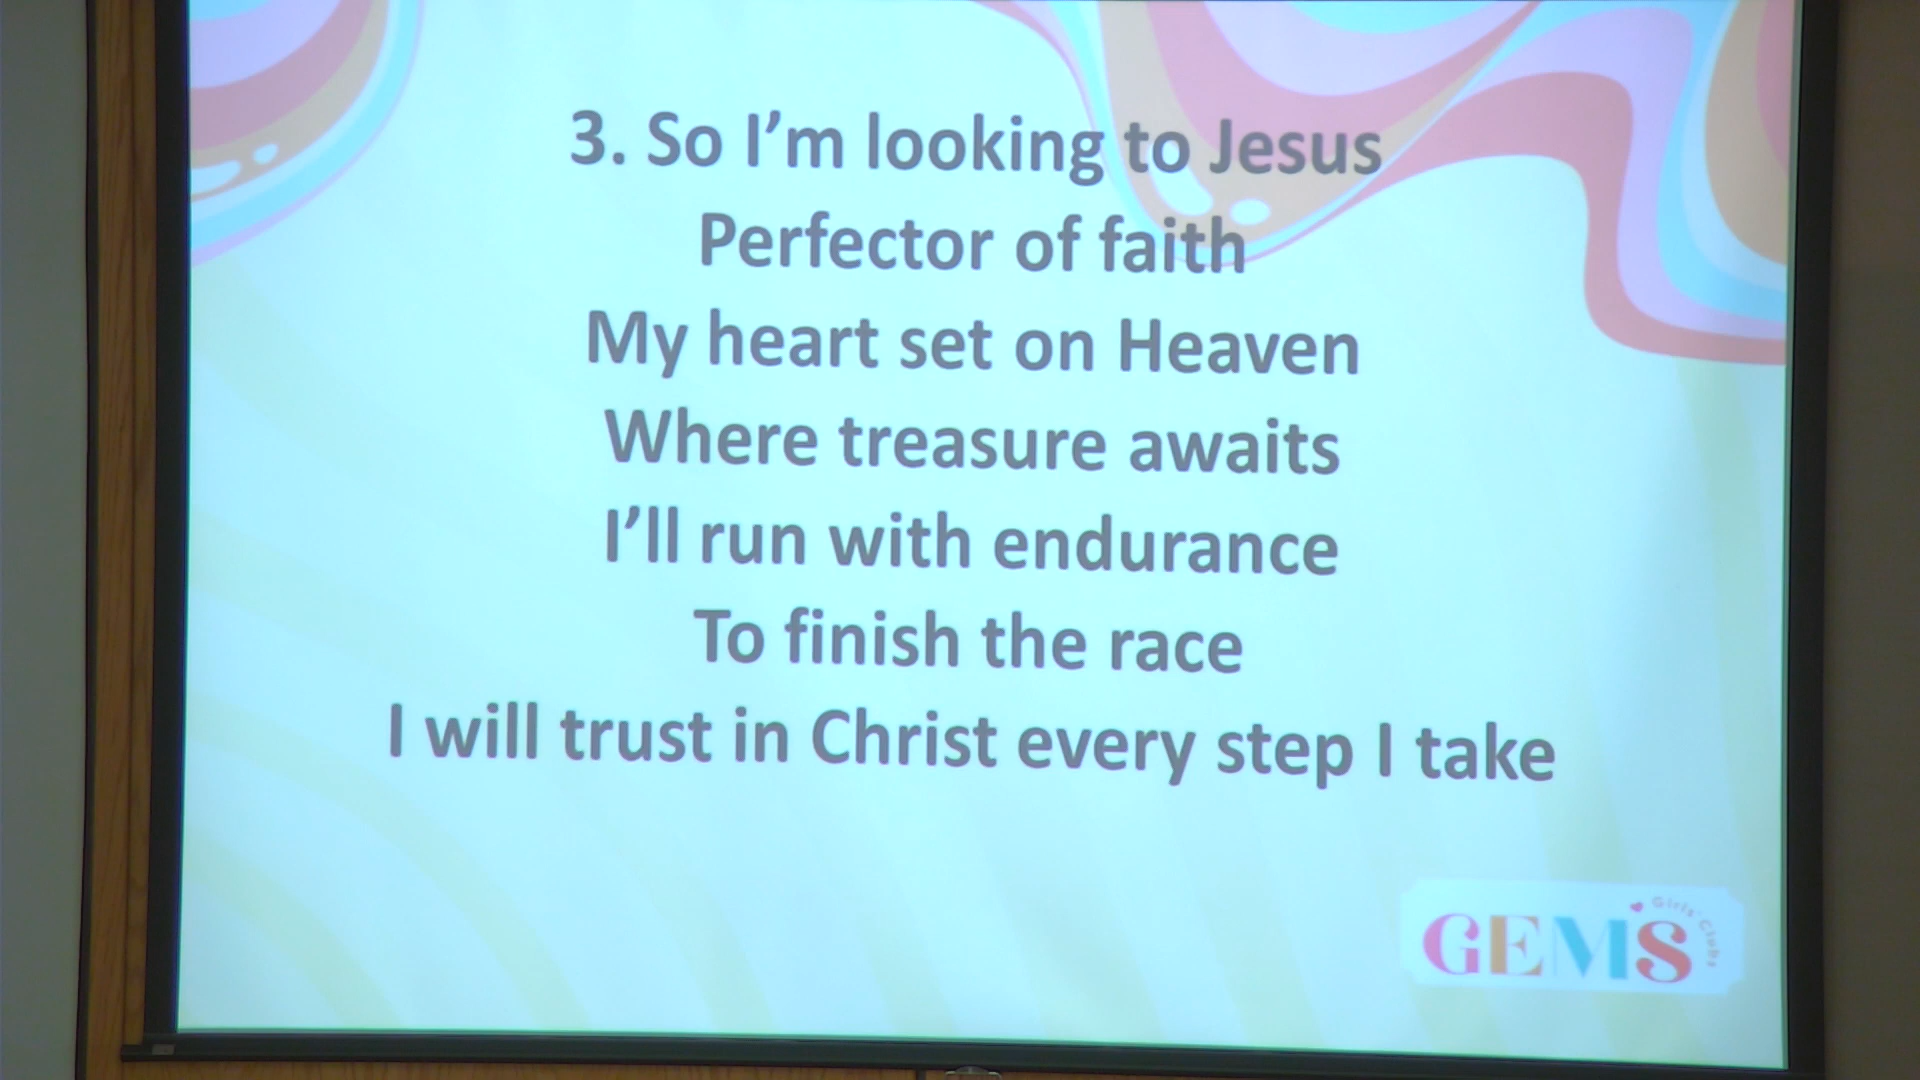 3. So I'm looking to Jesus
Perfector of faith
My heart set on Heaven
Where treasure awaits
I'll run with endurance
To finish the race
I will trust in Christ every step I take
GEMS
Girls' Clubs